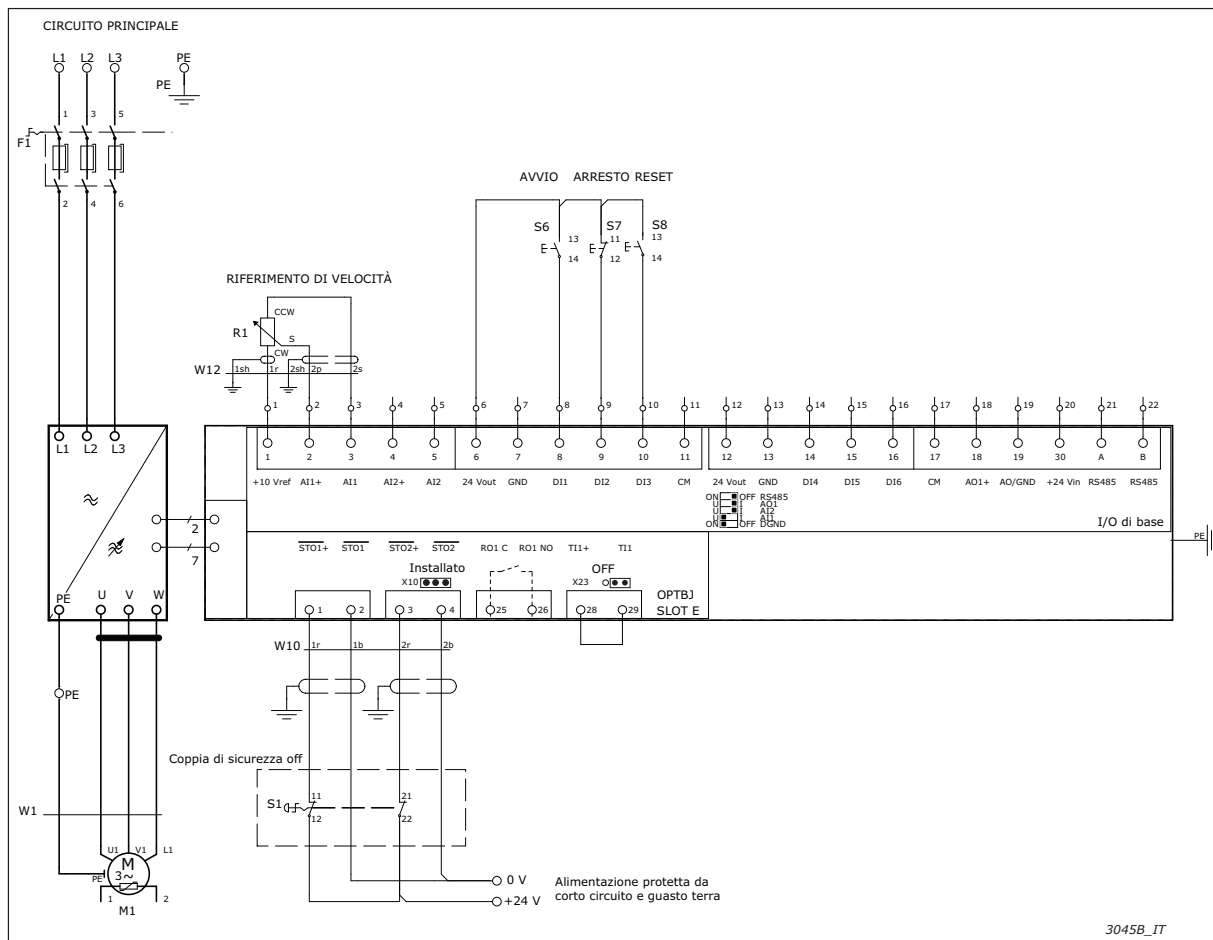 CIRCUITO PRINCIPALE
L1 L2 L3 PE
PE
1 3 5
F1
2 4 6
AVVIO ARRESTO RESET
S6 S7 S8
13 11 13
14 12 14
RIFERIMENTO DI VELOCITÀ
CCW
R1
S
CW
W12 1sh 1r 2sh 2p 2s
1 2 3 4 5 6 7 8 9 10 11 12 13 14 15 16 17 18 19 20 21 22
L1 L2 L3
1 2 3 4 5 6 7 8 9 10 11 12 13 14 15 16 17 18 19 30 A B
+10 Vref AI1+ AI1 AI2+ AI2 24 Vout GND DI1 DI2 DI3 CM 24 Vout GND DI4 DI5 DI6 CM AO1+ AO/GND +24 Vin RS485 RS485
ON OFF RS485
U I AO1
U I AI2
U I AI1
ON OFF DGND
I/O di base
2
7
PE
STO1+ STO1 STO2+ STO2 RO1 C RO1 NO TI1+ TI1
Installato OFF
X10 X23
OPTBJ
SLOT E
PE U V W
1 2 3 4 25 26 28 29
W10 1r 1b 2r 2b
PE
Coppia di sicurezza off
S1 11 21
12 22
W1
U1 V1 L1
M
3~
PE
1 2
M1
0 V
+24 V
Alimentazione protetta da
corto circuito e guasto terra
3045B_IT